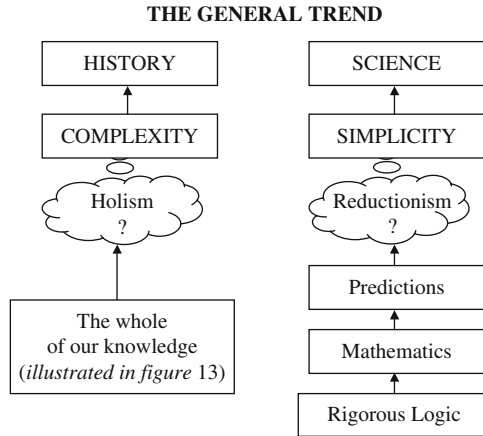 THE GENERAL TREND
HISTORY
COMPLEXITY
Holism
?
The whole
of our knowledge
(illustrated in figure 13)
SCIENCE
SIMPLICITY
Reductionism
?
Predictions
Mathematics
Rigorous Logic